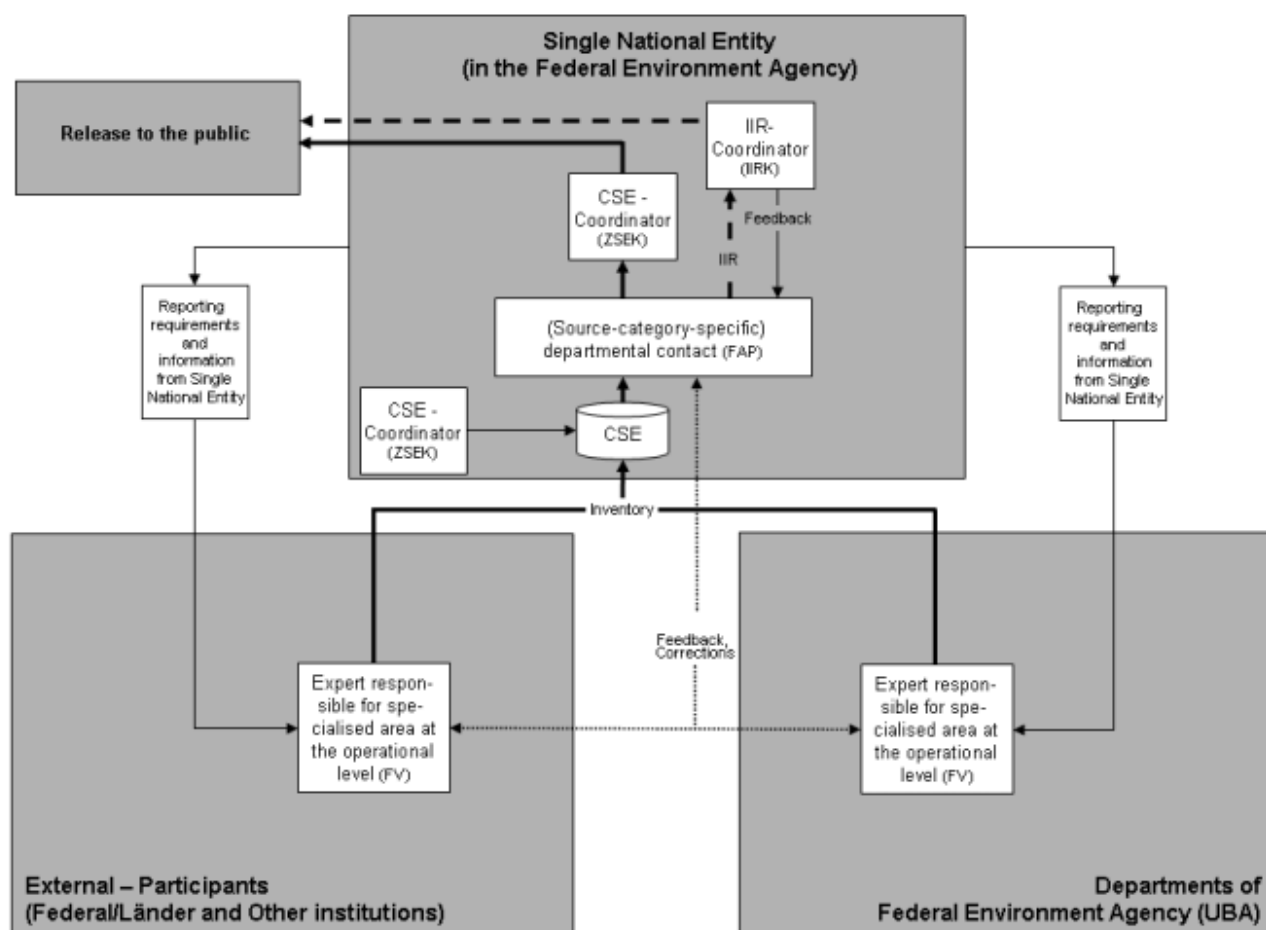 Single National Entity
(in the Federal Environment Agency)
Release to the public
IIR-
Coordinator
(IIRK)
CSE -
Coordinator
(ZSEK)
Feedback
IIR
Reporting
requirements
and
information
from Single
National Entity
Reporting
requirements
and
information
from Single
National Entity
(Source-category-specific)
departmental contact (FAP)
CSE -
Coordinator
(ZSEK)
CSE
Inventory
Feedback,
Corrections
Expert respon-
sible for spe-
cialised area at
the operational
level (FV)
Expert respon-
sible for spe-
cialised area at
the operational
level (FV)
External – Participants
(Federal/Länder and Other institutions)
Departments of
Federal Environment Agency (UBA)